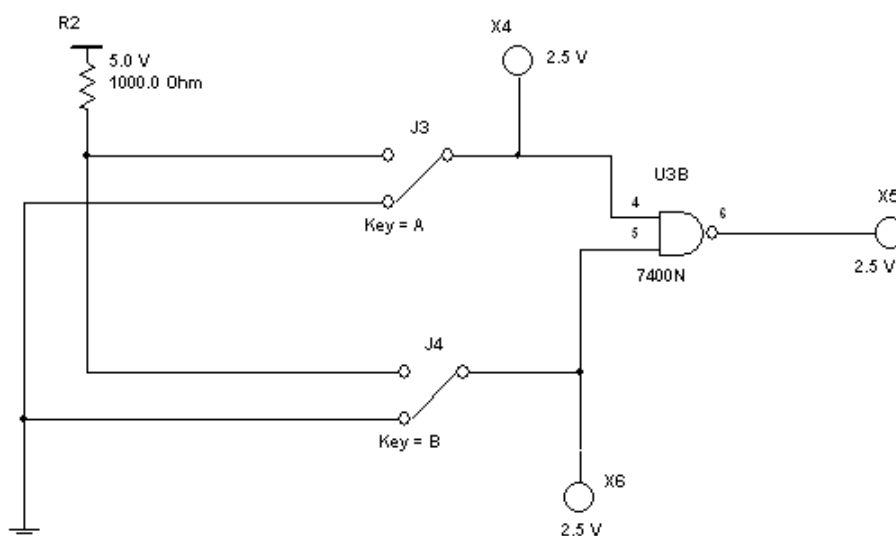 R2
5.0 V
1000.0 Ohm
X4
2.5 V
J3
Key = A
U3B
4
5
6
7400N
X5
2.5 V
J4
Key = B
X6
2.5 V